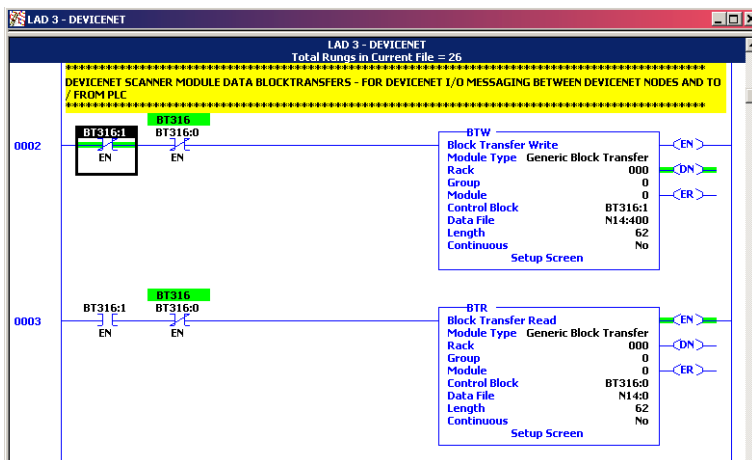 LAD 3 - DEVICENET
LAD 3 - DEVICENET
Total Rungs in Current File = 26
DEVICENET SCANNER MODULE DATA BLOCKTRANSFERS - FOR DEVICENET I/O MESSAGING BETWEEN DEVICENET NODES AND TO
/ FROM PLC
0002
BT316:1
EN
BT316
BT316:0
EN
BTW
Block Transfer Write
Module Type Generic Block Transfer
Rack 000
Group 0
Module 0
Control Block BT316:1
Data File N14:400
Length 62
Continuous No
Setup Screen
EN
DN
ER
0003
BT316:1
EN
BT316
BT316:0
EN
BTR
Block Transfer Read
Module Type Generic Block Transfer
Rack 000
Group 0
Module 0
Control Block BT316:0
Data File N14:0
Length 62
Continuous No
Setup Screen
EN
DN
ER